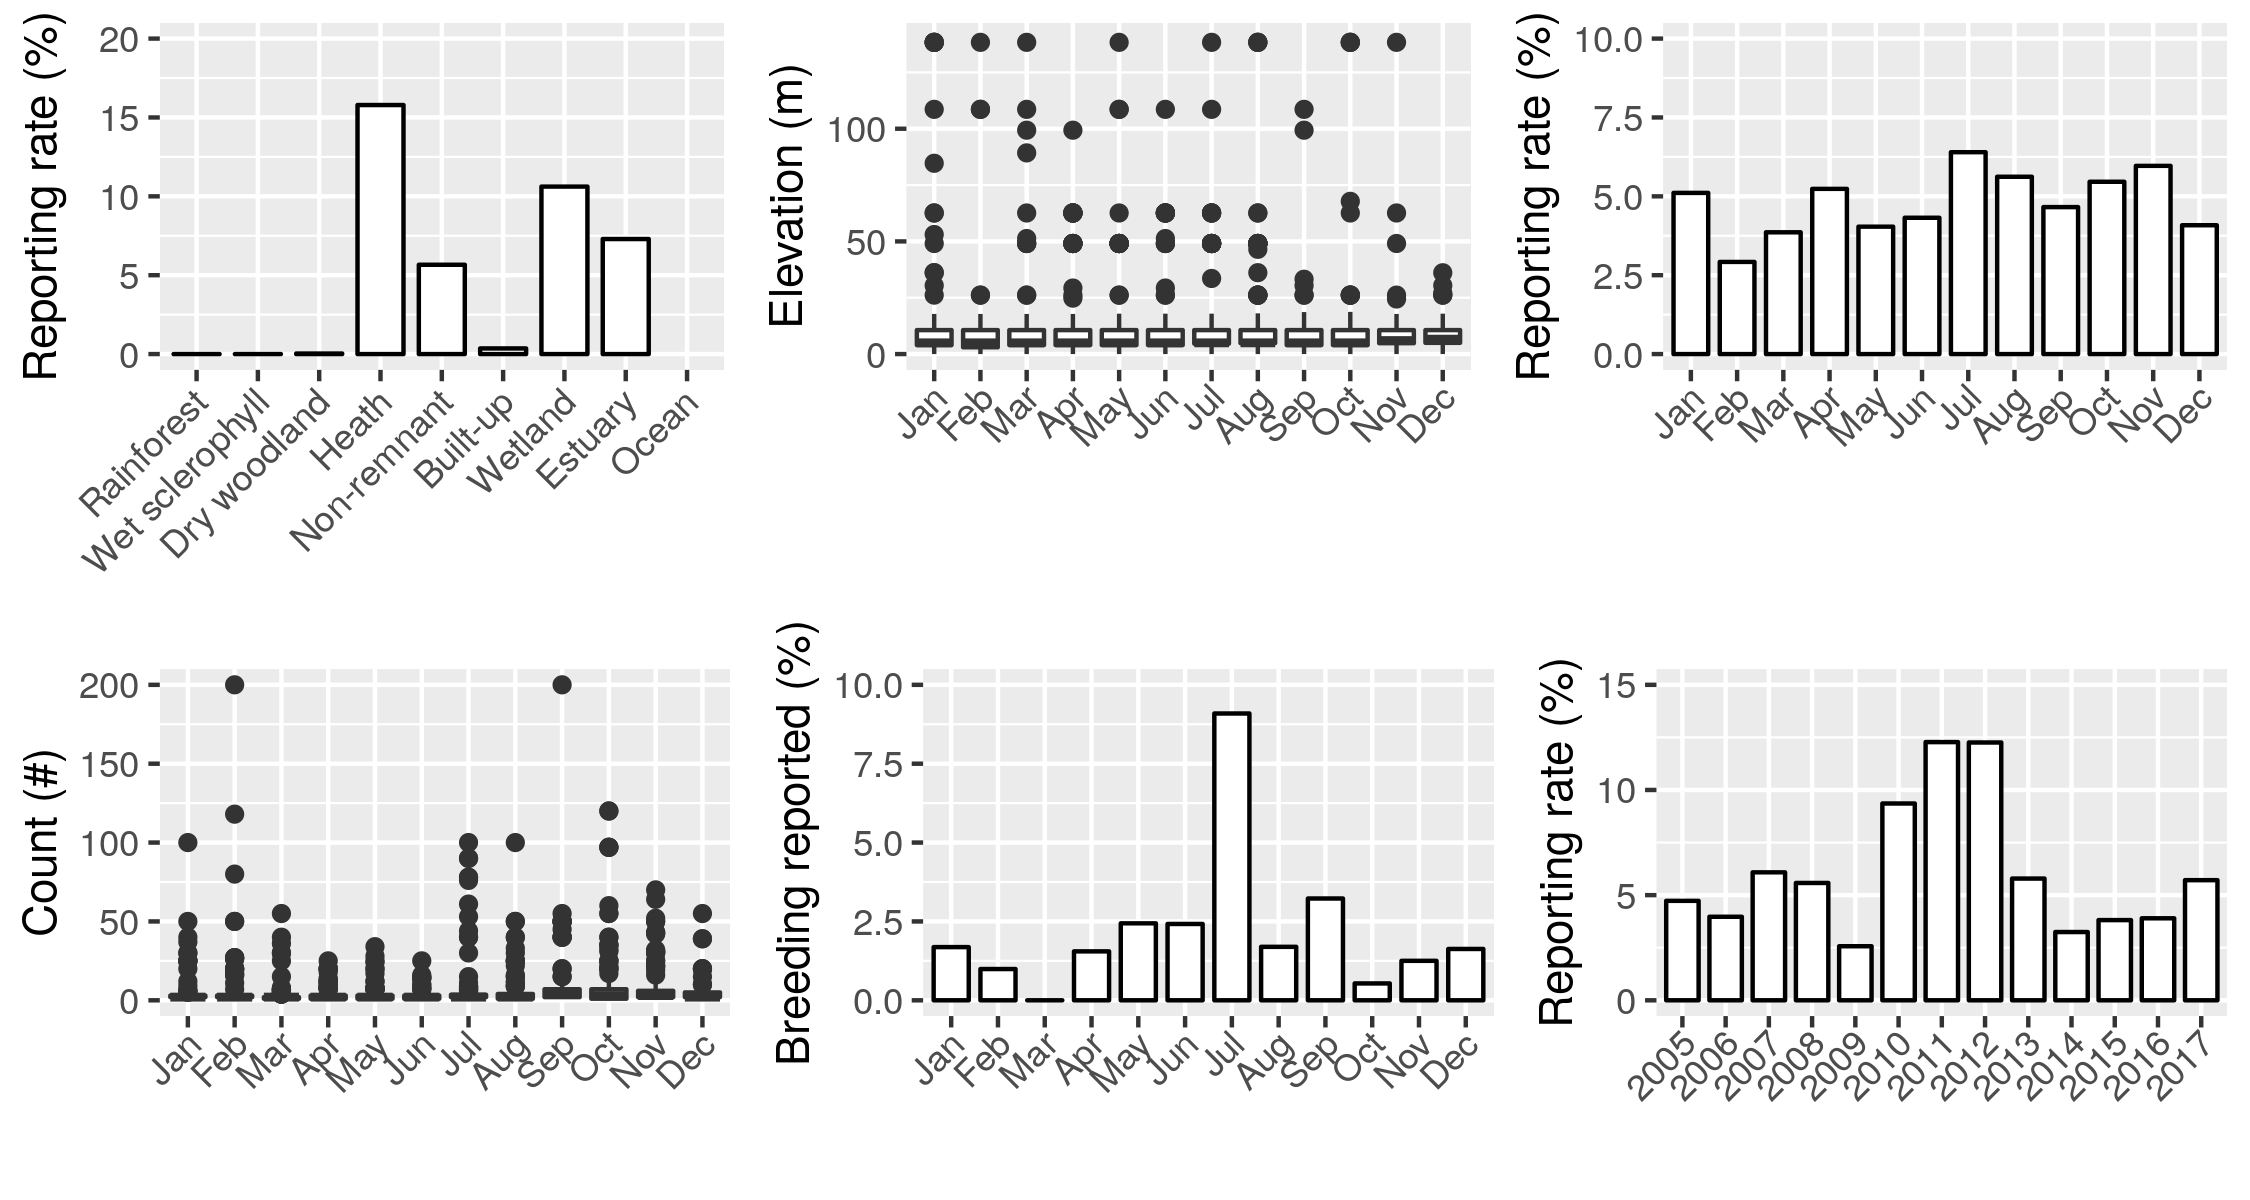 Reporting rate (%)
20
15
10
5
0
Rainforest
Wet sclerophyll
Dry woodland
Heath
Non-remnant
Built-up
Wetland
Estuary
Ocean
Elevation (m)
100
50
0
Jan
Feb
Mar
Apr
May
Jun
Jul
Aug
Sep
Oct
Nov
Dec
Reporting rate (%)
10.0
7.5
5.0
2.5
0.0
Jan
Feb
Mar
Apr
May
Jun
Jul
Aug
Sep
Oct
Nov
Dec
Count (#)
200
150
100
50
0
Jan
Feb
Mar
Apr
May
Jun
Jul
Aug
Sep
Oct
Nov
Dec
Breeding reported (%)
10.0
7.5
5.0
2.5
0.0
Jan
Feb
Mar
Apr
May
Jun
Jul
Aug
Sep
Oct
Nov
Dec
Reporting rate (%)
15
10
5
0
2005
2006
2007
2008
2009
2010
2011
2012
2013
2014
2015
2016
2017